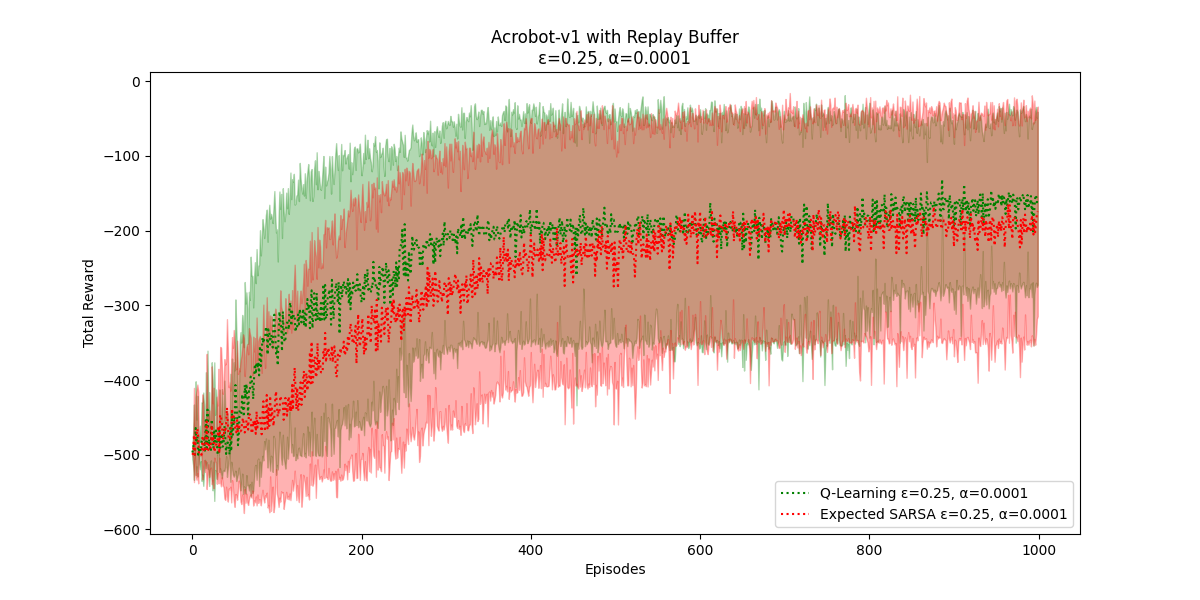 Acrobot-v1 with Replay Buffer
ε=0.25, α=0.0001
Total Reward
0
−100
−200
−300
−400
−500
−600
0
200
400
600
800
1000
Episodes
Q-Learning ε=0.25, α=0.0001
Expected SARSA ε=0.25, α=0.0001